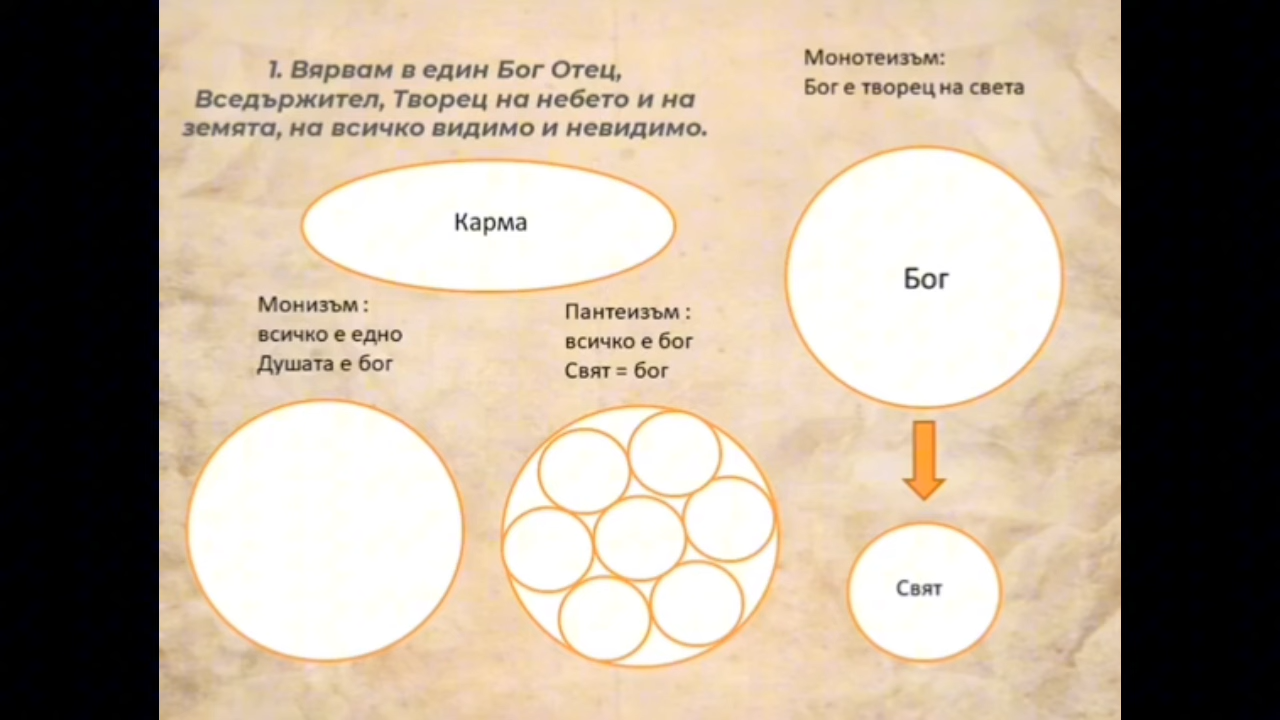 1. Вярвам в един Бог Отец,
Вседържител, Творец на небето и на
земята, на всичко видимо и невидимо.
Монотеизъм:
Бог е творец на света
Карма
Бог
Монизъм :
всичко е едно
Душата е бог
Пантеизъм :
всичко е бог
Свят = бог
Свят